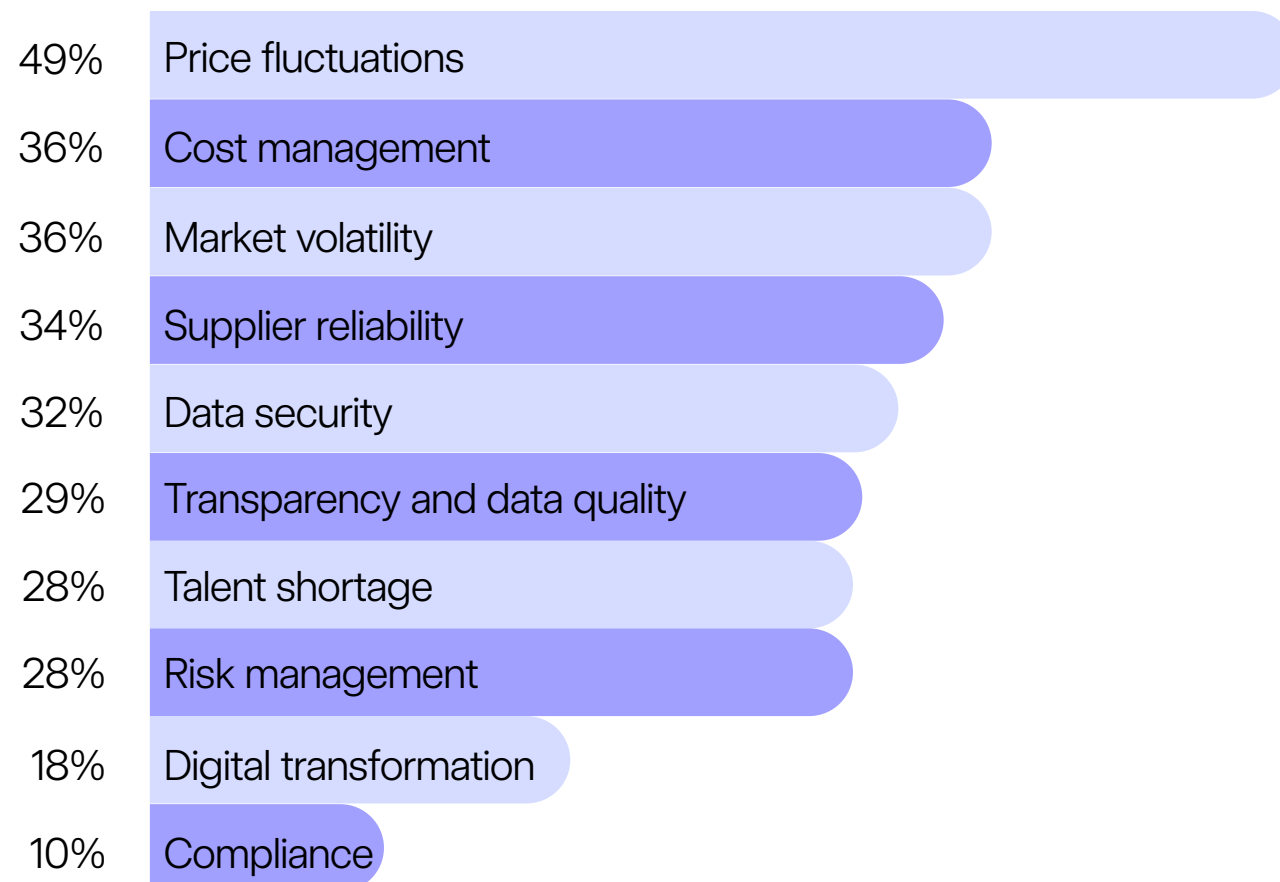 49% Price fluctuations
36% Cost management
36% Market volatility
34% Supplier reliability
32% Data security
29% Transparency and data quality
28% Talent shortage
28% Risk management
18% Digital transformation
10% Compliance